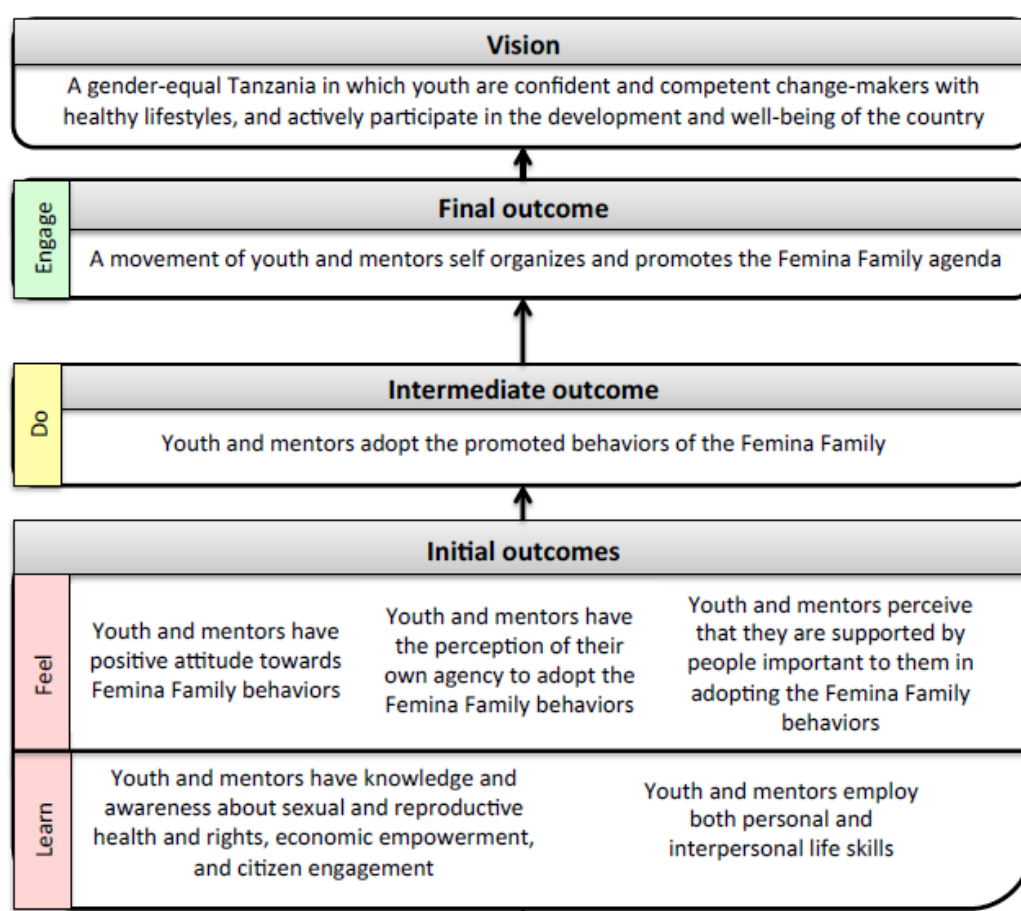 Vision
A gender-equal Tanzania in which youth are confident and competent change-makers with
healthy lifestyles, and actively participate in the development and well-being of the country
Engage
Final outcome
A movement of youth and mentors self organizes and promotes the Femina Family agenda
Do
Intermediate outcome
Youth and mentors adopt the promoted behaviors of the Femina Family
Initial outcomes
Feel
Youth and mentors have
positive attitude towards
Femina Family behaviors
Youth and mentors have
the perception of their
own agency to adopt the
Femina Family behaviors
Youth and mentors perceive
that they are supported by
people important to them in
adopting the Femina Family
behaviors
Learn
Youth and mentors have knowledge and
awareness about sexual and reproductive
health and rights, economic empowerment,
and citizen engagement
Youth and mentors employ
both personal and
interpersonal life skills